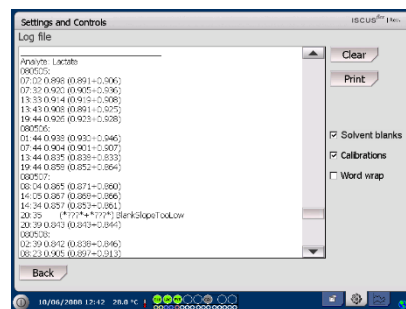 Settings and Controls
ISCUS flex
Log file
Analyte: Lactate
080505:
07:02 0.898 (0.891+0.906)
07:32 0.920 (0.905+0.936)
13:33 0.914 (0.919+0.908)
13:43 0.908 (0.891+0.925)
19:44 0.926 (0.923+0.928)
080506:
01:44 0.938 (0.930+0.946)
07:44 0.904 (0.901+0.907)
13:44 0.835 (0.838+0.833)
19:44 0.858 (0.852+0.864)
080507:
08:04 0.865 (0.871+0.860)
14:05 0.867 (0.868+0.866)
14:34 0.857 (0.853+0.861)
20:35 (*???*+*???*) BlankSlopeTooLow
20:39 0.843 (0.843+0.844)
080508:
02:39 0.842 (0.838+0.846)
08:23 0.905 (0.897+0.913)
Clear
Print
Solvent blanks
Calibrations
Word wrap
Back
10/06/2008 12:42 28.0 °C